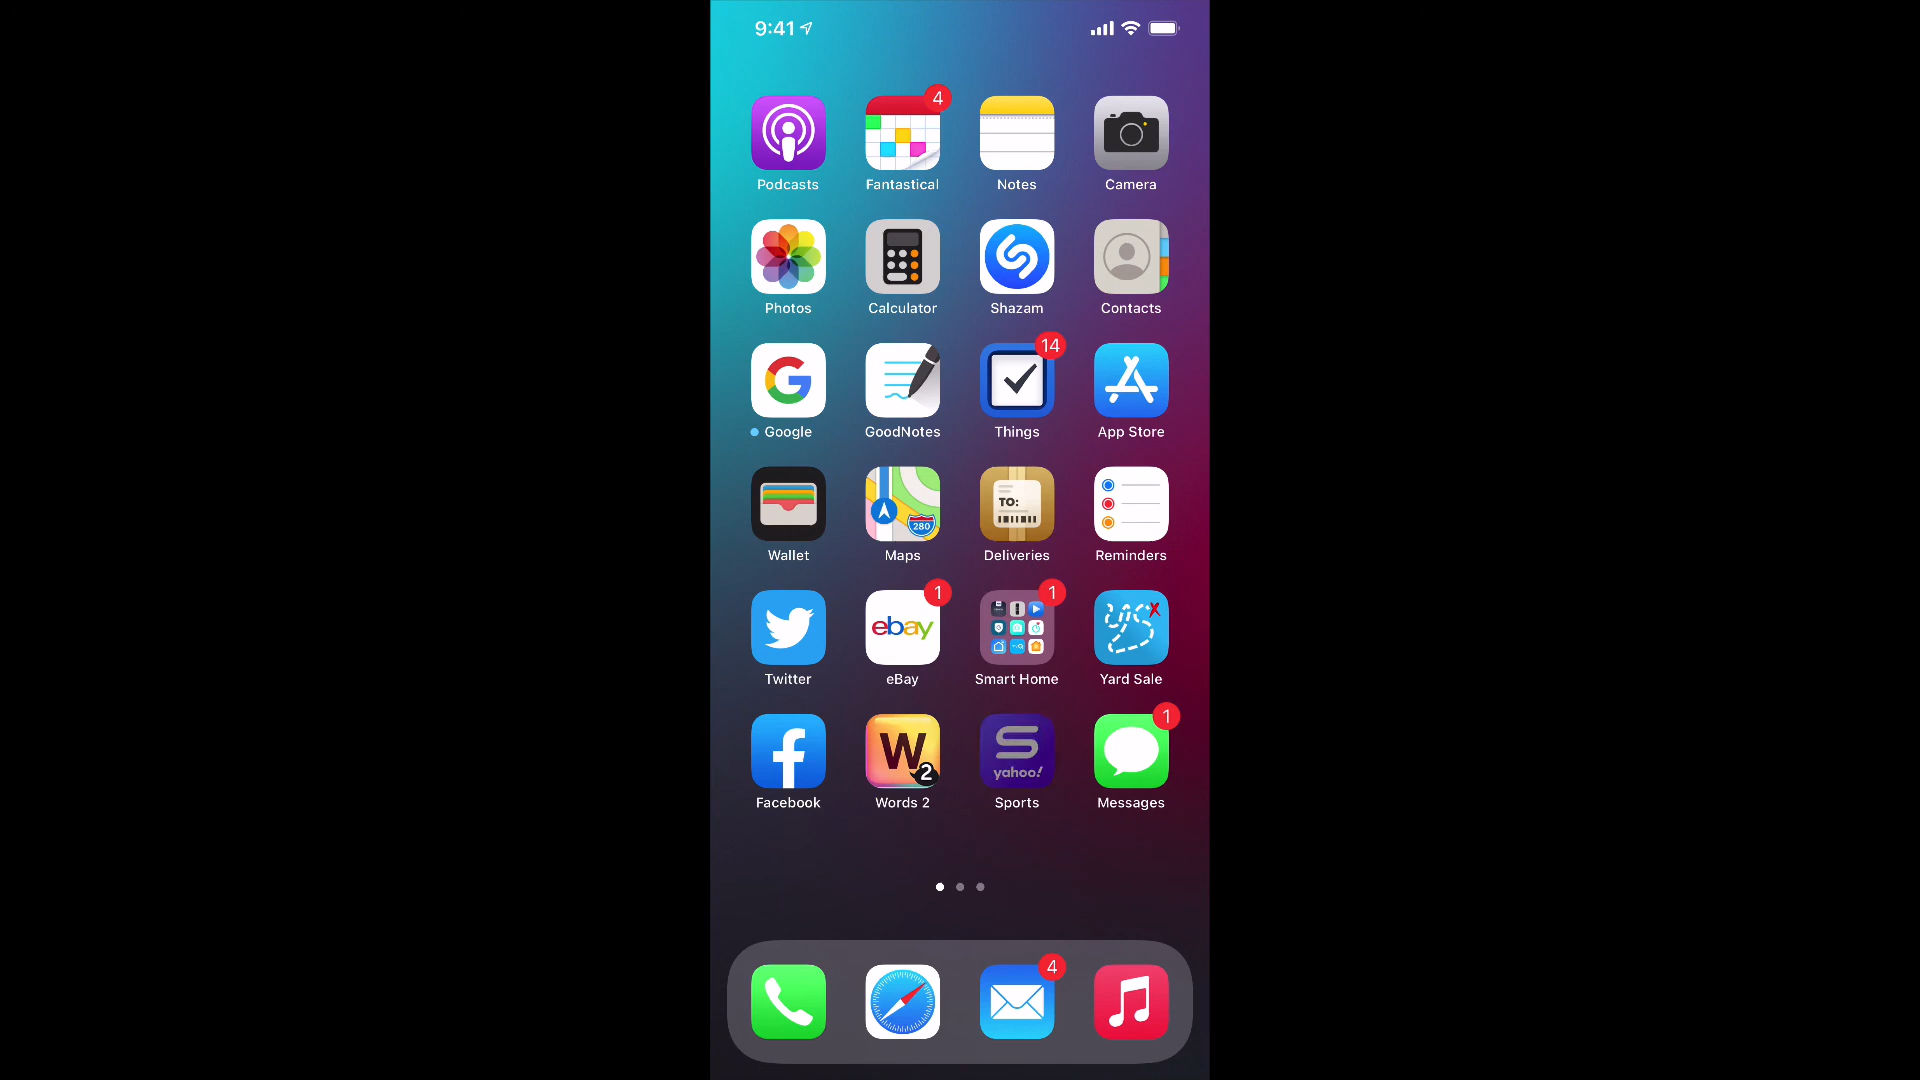 9:41
4
Podcasts Fantastical Notes Camera
Photos Calculator Shazam Contacts
14
G
Google GoodNotes Things App Store
TO:
280
Wallet Maps Deliveries Reminders
1 1
ebay
Twitter eBay Smart Home Yard Sale
1
W 2
yahoo!
Facebook Words 2 Sports Messages
4